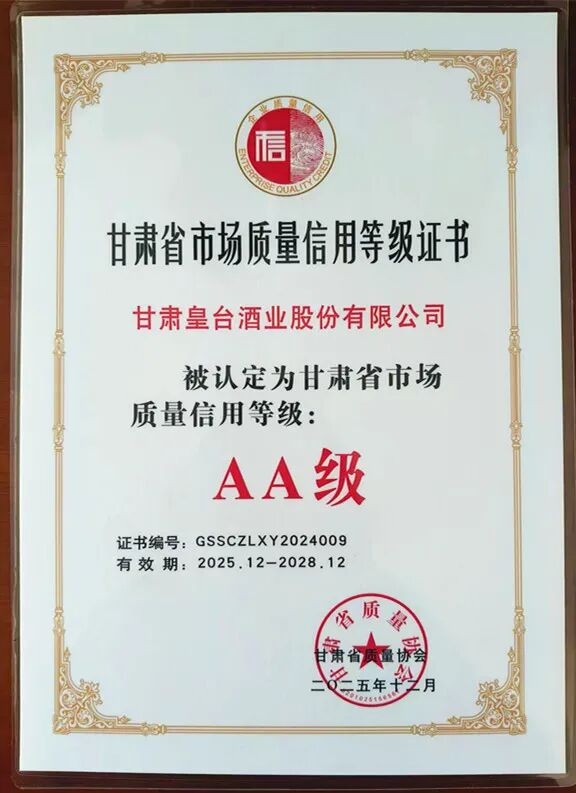 企业质量信用
信
ENTERPRISE QUALITY CREDIT
甘肃省市场质量信用等级证书
甘肃皇台酒业股份有限公司
被认定为甘肃省市场
质量信用等级：
AA级
证书编号：GSSCZLXY2024009
有效期：2025.12—2028.12
甘肃省质量协会
甘肃省质量协会
二〇二五年十二月